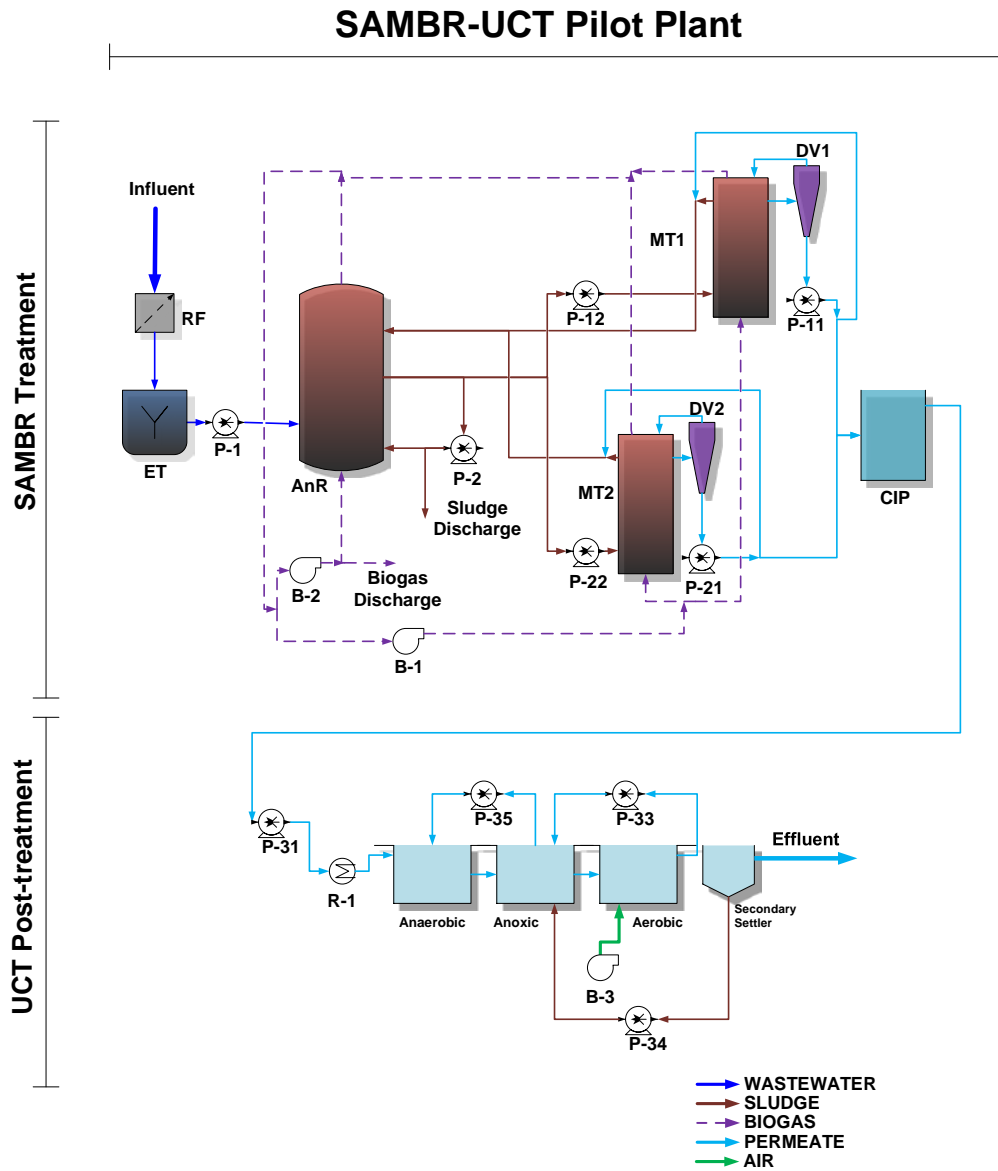 SAMBR-UCT Pilot Plant
SAMBR Treatment
Influent
RF
ET
P-1
AnR
P-2
Sludge
Discharge
B-2
Biogas
Discharge
B-1
P-12
MT1
DV1
P-11
DV2
MT2
P-22
P-21
CIP
UCT Post-treatment
P-31
R-1
P-35
P-33
Effluent
Anaerobic
Anoxic
Aerobic
Secondary
Settler
B-3
P-34
WASTEWATER
SLUDGE
BIOGAS
PERMEATE
AIR